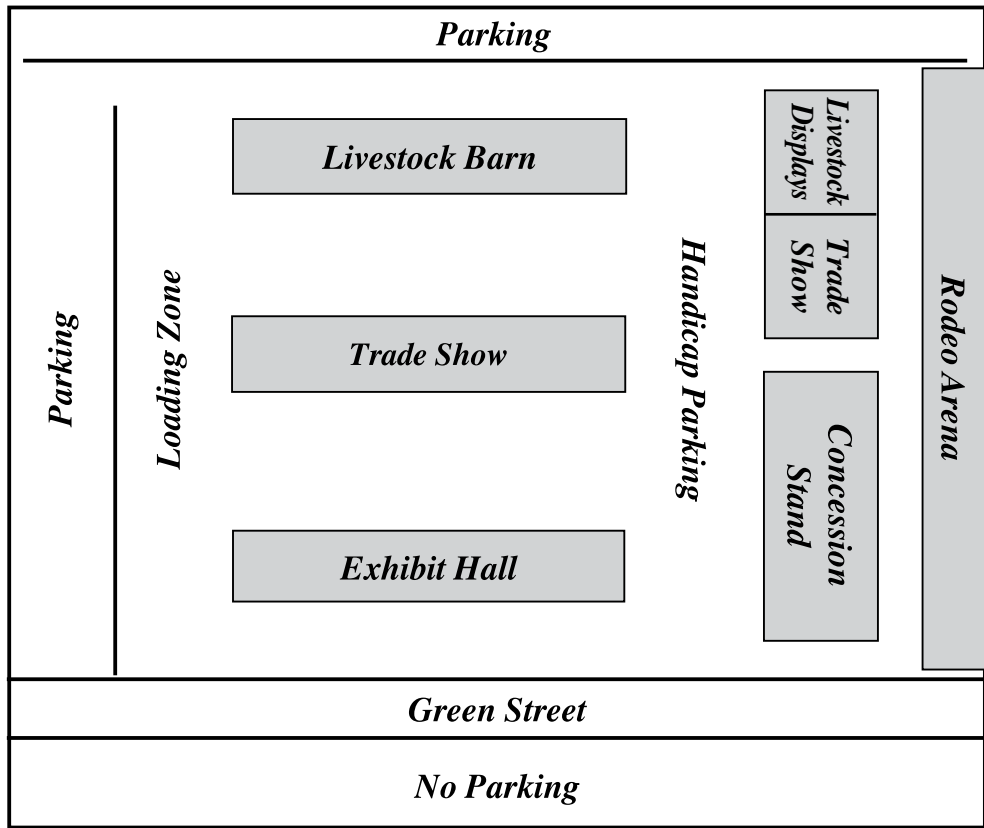 Parking
Livestock Barn
Livestock
Displays
Trade
Show
Parking
Loading Zone
Trade Show
Handicap Parking
Rodeo Arena
Concession
Stand
Exhibit Hall
Green Street
No Parking